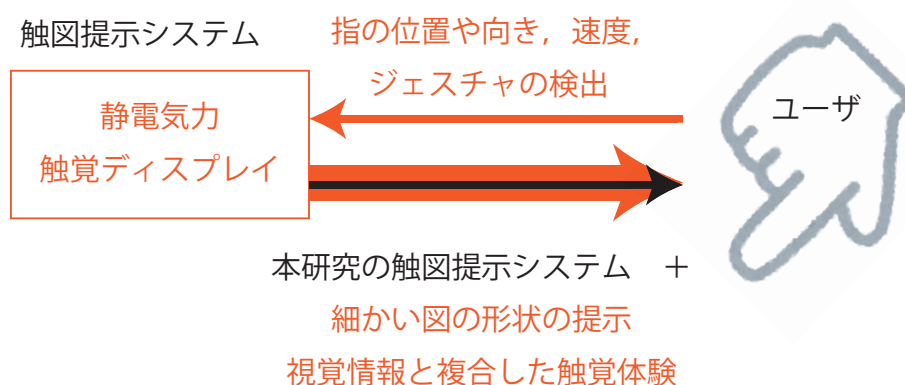 触図提示システム
指の位置や向き，速度，
ジェスチャの検出
静電気力
触覚ディスプレイ
ユーザ
本研究の触図提示システム　＋
細かい図の形状の提示
視覚情報と複合した触覚体験